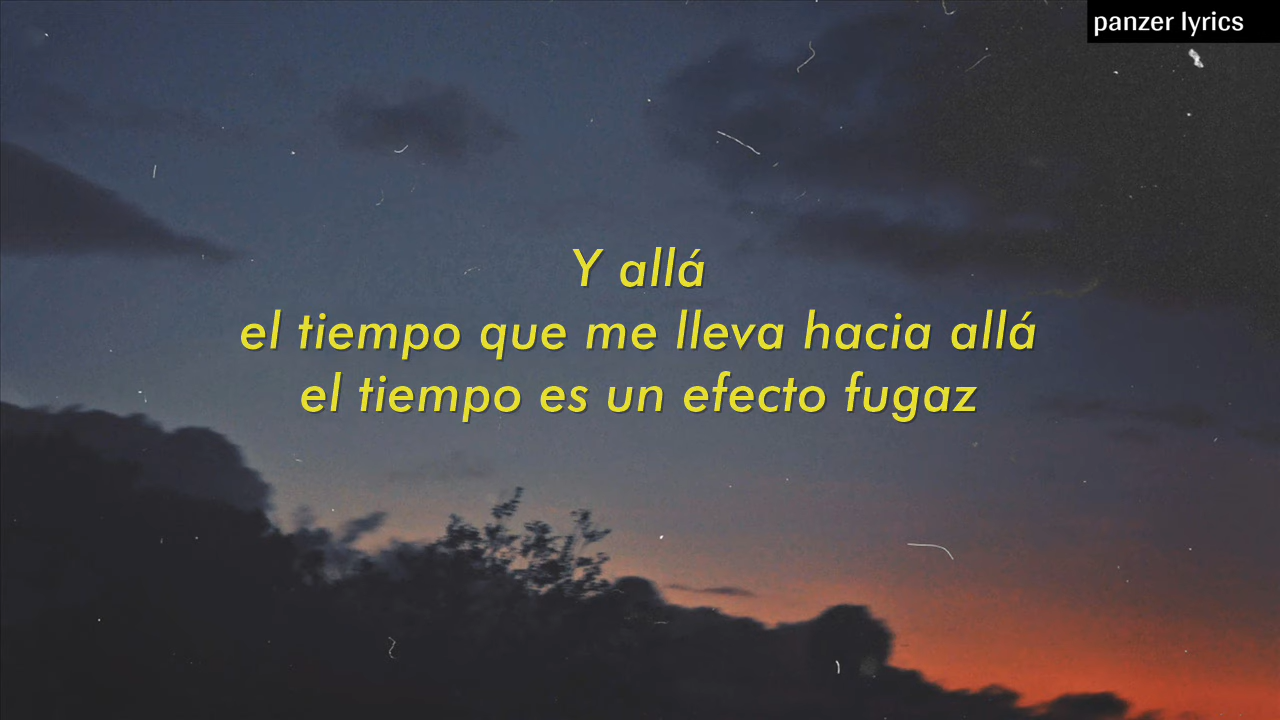 panzer lyrics
Y allá
el tiempo que me lleva hacia allá
el tiempo es un efecto fugaz